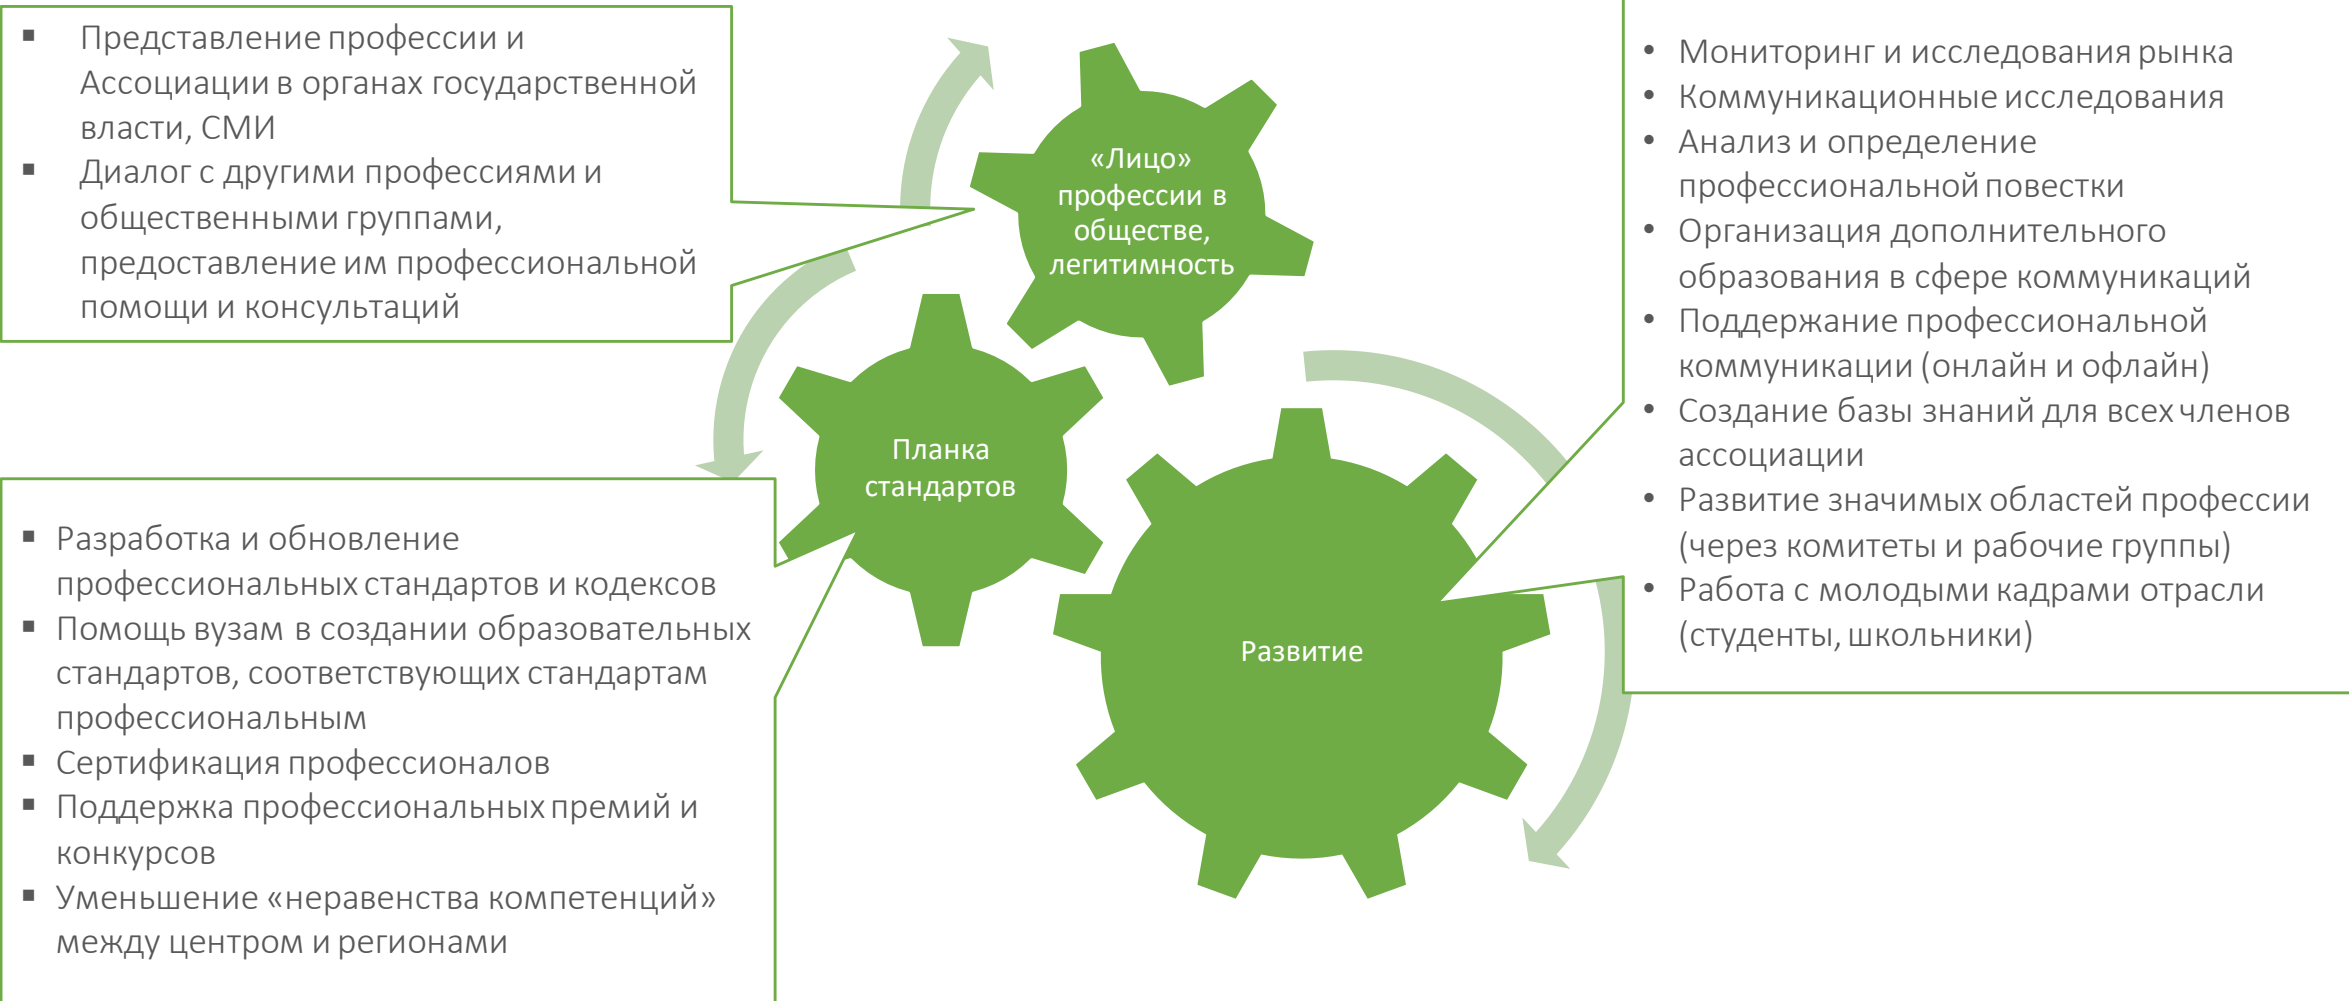 ▪ Представление профессии и
Ассоциации в органах государственной
власти, СМИ
▪ Диалог с другими профессиями и
общественными группами,
предоставление им профессиональной
помощи и консультаций
«Лицо»
профессии в
обществе,
легитимность
• Мониторинг и исследования рынка
• Коммуникационные исследования
• Анализ и определение
профессиональной повестки
• Организация дополнительного
образования в сфере коммуникаций
• Поддержание профессиональной
коммуникации (онлайн и офлайн)
• Создание базы знаний для всех членов
ассоциации
• Развитие значимых областей профессии
(через комитеты и рабочие группы)
• Работа с молодыми кадрами отрасли
(студенты, школьники)
Планка
стандартов
▪ Разработка и обновление
профессиональных стандартов и кодексов
▪ Помощь вузам в создании образовательных
стандартов, соответствующих стандартам
профессиональным
▪ Сертификация профессионалов
▪ Поддержка профессиональных премий и
конкурсов
▪ Уменьшение «неравенства компетенций»
между центром и регионами
Развитие